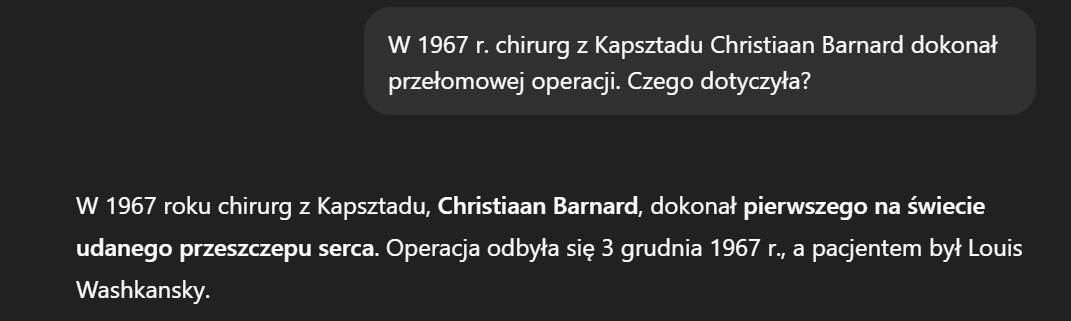 W 1967 r. chirurg z Kapsztadu Christiaan Barnard dokonał
przełomowej operacji. Czego dotyczyła?
W 1967 roku chirurg z Kapsztadu, Christiaan Barnard, dokonał pierwszego na świecie
udanego przeszczepu serca. Operacja odbyła się 3 grudnia 1967 r., a pacjentem był Louis
Washkansky.